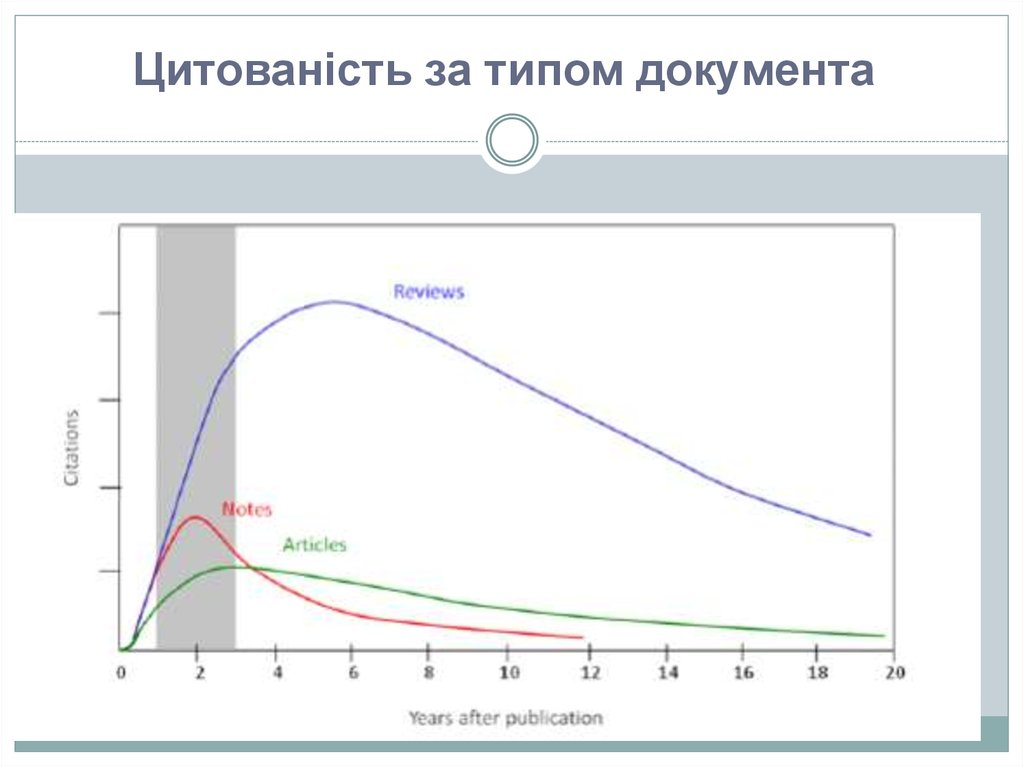 Цитованість за типом документа
Reviews
Citations
Notes
Articles
0 2 4 6 8 10 12 14 16 18 20
Years after publication